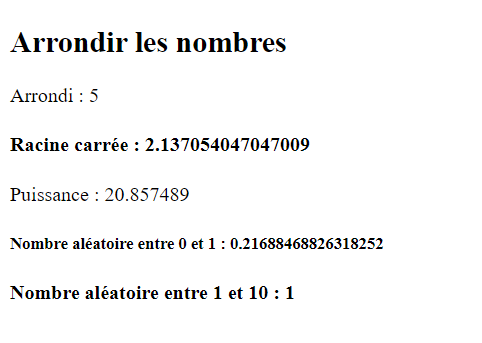 Arrondir les nombres
Arrondi : 5
Racine carrée : 2.137054047047009
Puissance : 20.857489
Nombre aléatoire entre 0 et 1 : 0.21688468826318252
Nombre aléatoire entre 1 et 10 : 1